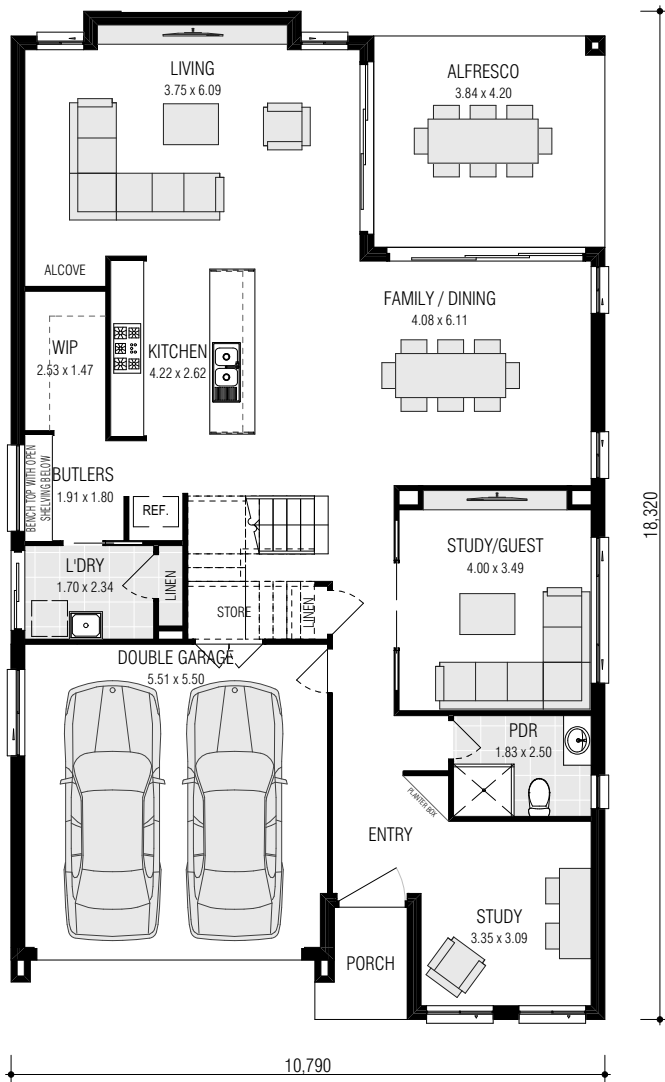 LIVING
3.75 x 6.09
ALFRESCO
3.84 x 4.20
ALCOVE
FAMILY / DINING
4.08 x 6.11
WIP
2.53 x 1.47
KITCHEN
4.22 x 2.62
BENCH TOP WITH OPEN
SHELVING BELOW
BUTLERS
1.91 x 1.80
REF.
18,320
STUDY/GUEST
4.00 x 3.49
L'DRY
1.70 x 2.34
LINEN
STORE
LINEN
DOUBLE GARAGE
5.51 x 5.50
PDR
1.83 x 2.50
PLANTER BOX
ENTRY
STUDY
3.35 x 3.09
PORCH
10,790